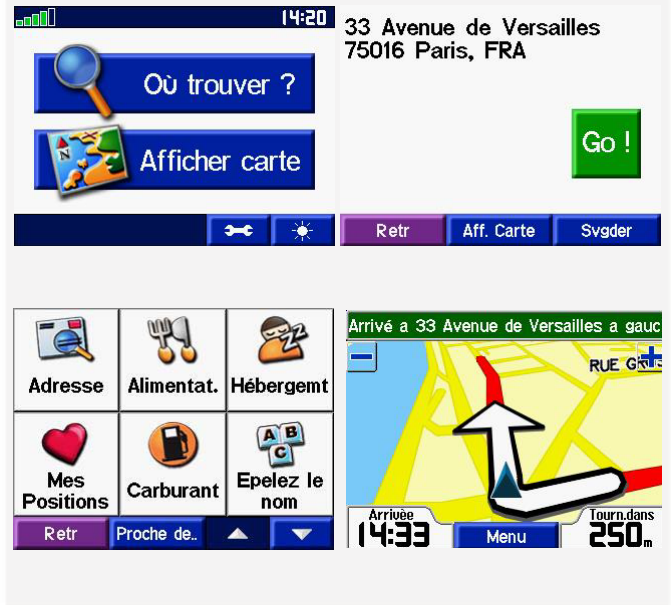 14:20
Où trouver ?
Afficher carte
N
33 Avenue de Versailles
75016 Paris, FRA
Go !
Retr
Aff. Carte
Svgder
Adresse
Alimentat.
Hébergemt
Z Z Z
A B
C
Mes
Positions
Carburant
Epelez le
nom
Retr
Proche de..
Arrivé a 33 Avenue de Versailles a gauc
RUE
Arrivèe
14:33
Menu
Tourn.dans
250m